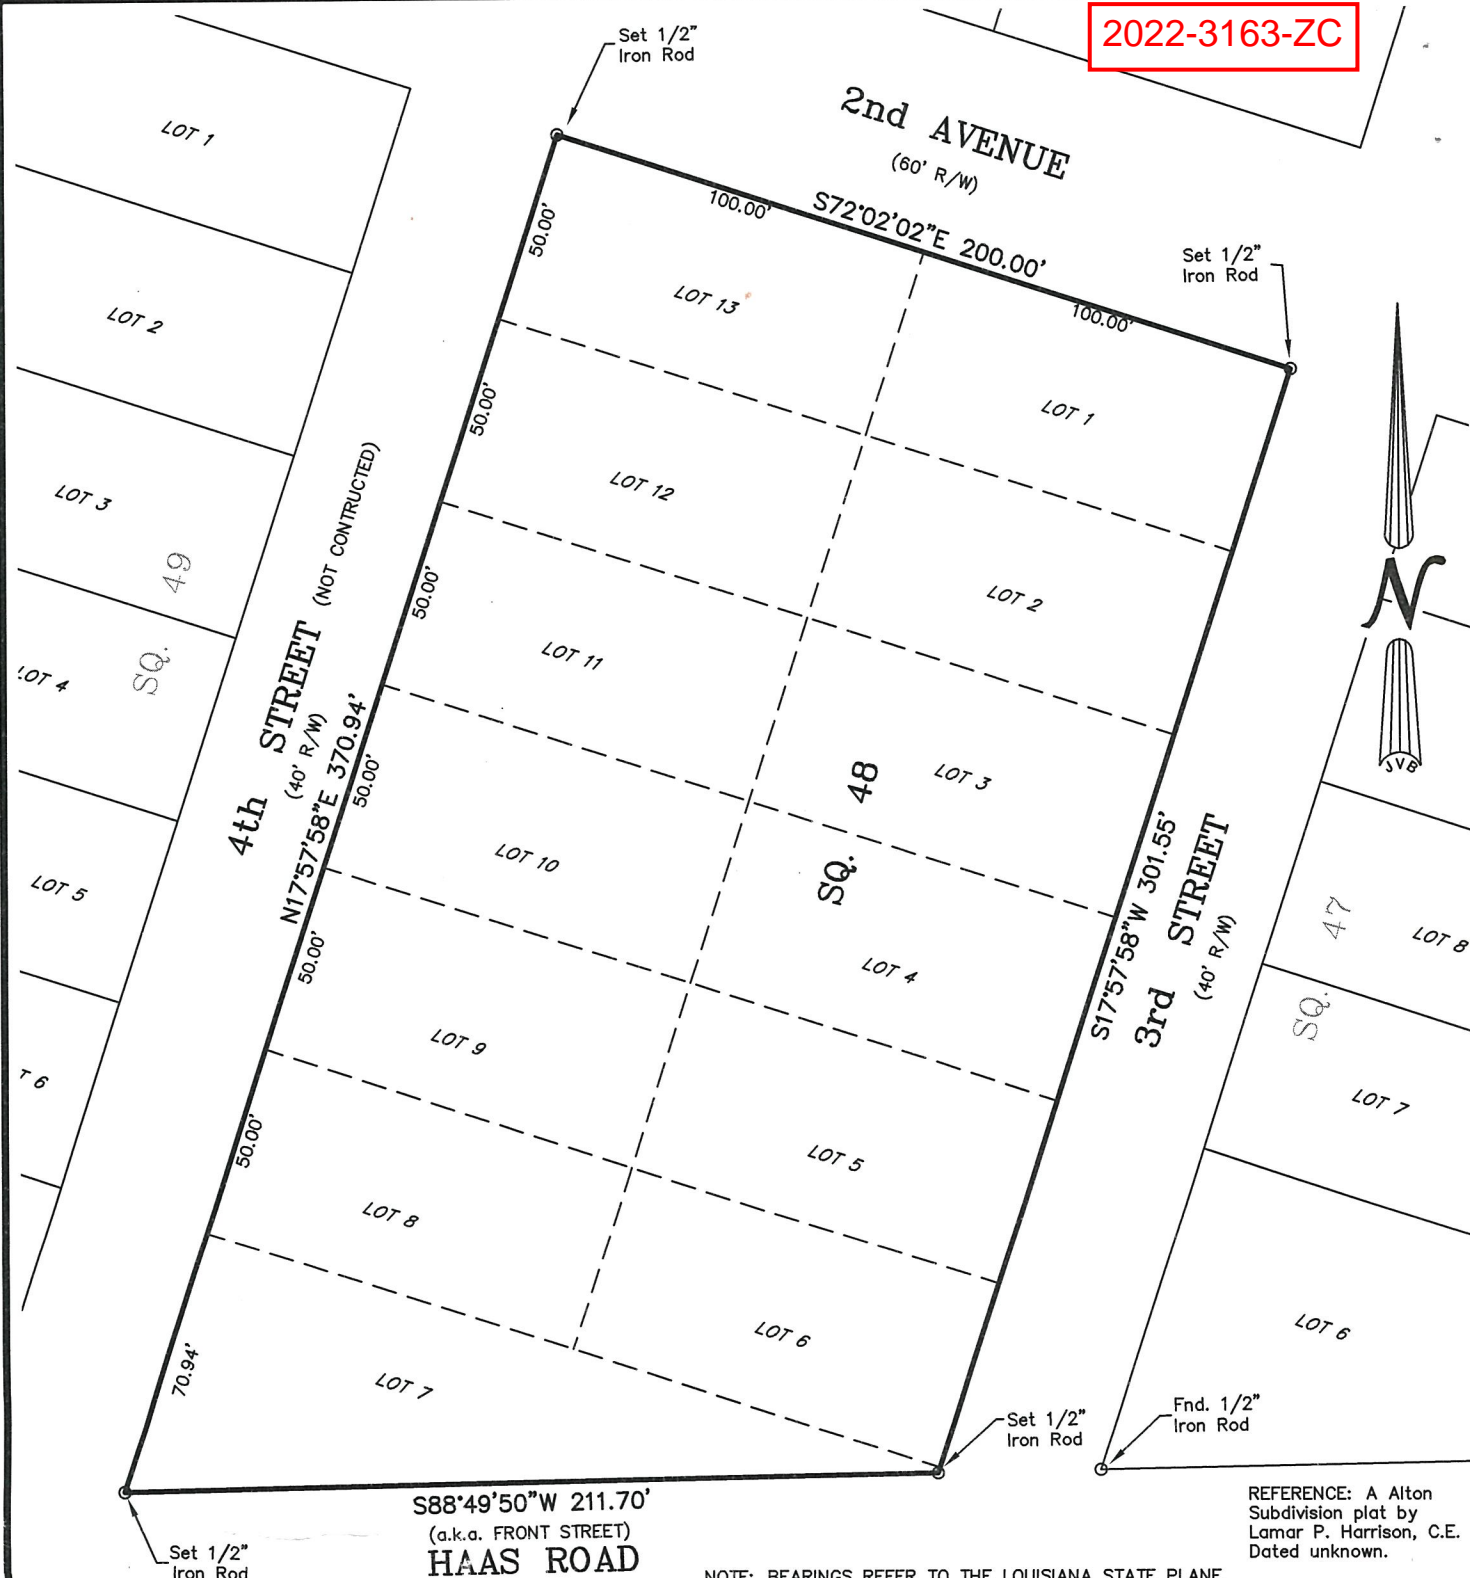 2022-3163-ZC
Set 1/2"
Iron Rod
2nd AVENUE
(60' R/W)
S72°02'02"E 200.00'
100.00'
100.00'
Set 1/2"
Iron Rod
LOT 1
LOT 2
LOT 3
LOT 4
LOT 5
T 6
SQ. 49
4th STREET (NOT CONTRUCTED)
(40' R/W)
N17°57'58"E 370.94'
50.00'
50.00'
50.00'
50.00'
50.00'
50.00'
70.94'
LOT 13
LOT 12
LOT 11
LOT 10
LOT 9
LOT 8
LOT 7
LOT 1
LOT 2
LOT 3
LOT 4
LOT 5
LOT 6
SQ. 48
S17°57'58"W 301.55'
3rd STREET
(40' R/W)
N
JVB
SQ. 47
LOT 8
LOT 7
LOT 6
Set 1/2"
Iron Rod
Fnd. 1/2"
Iron Rod
S88°49'50"W 211.70'
(a.k.a. FRONT STREET)
HAAS ROAD
Set 1/2"
Iron Rod
REFERENCE: A Alton
Subdivision plat by
Lamar P. Harrison, C.E.
Dated unknown.
NOTE: BEARINGS REFER TO THE LOUISIANA STATE PLANE